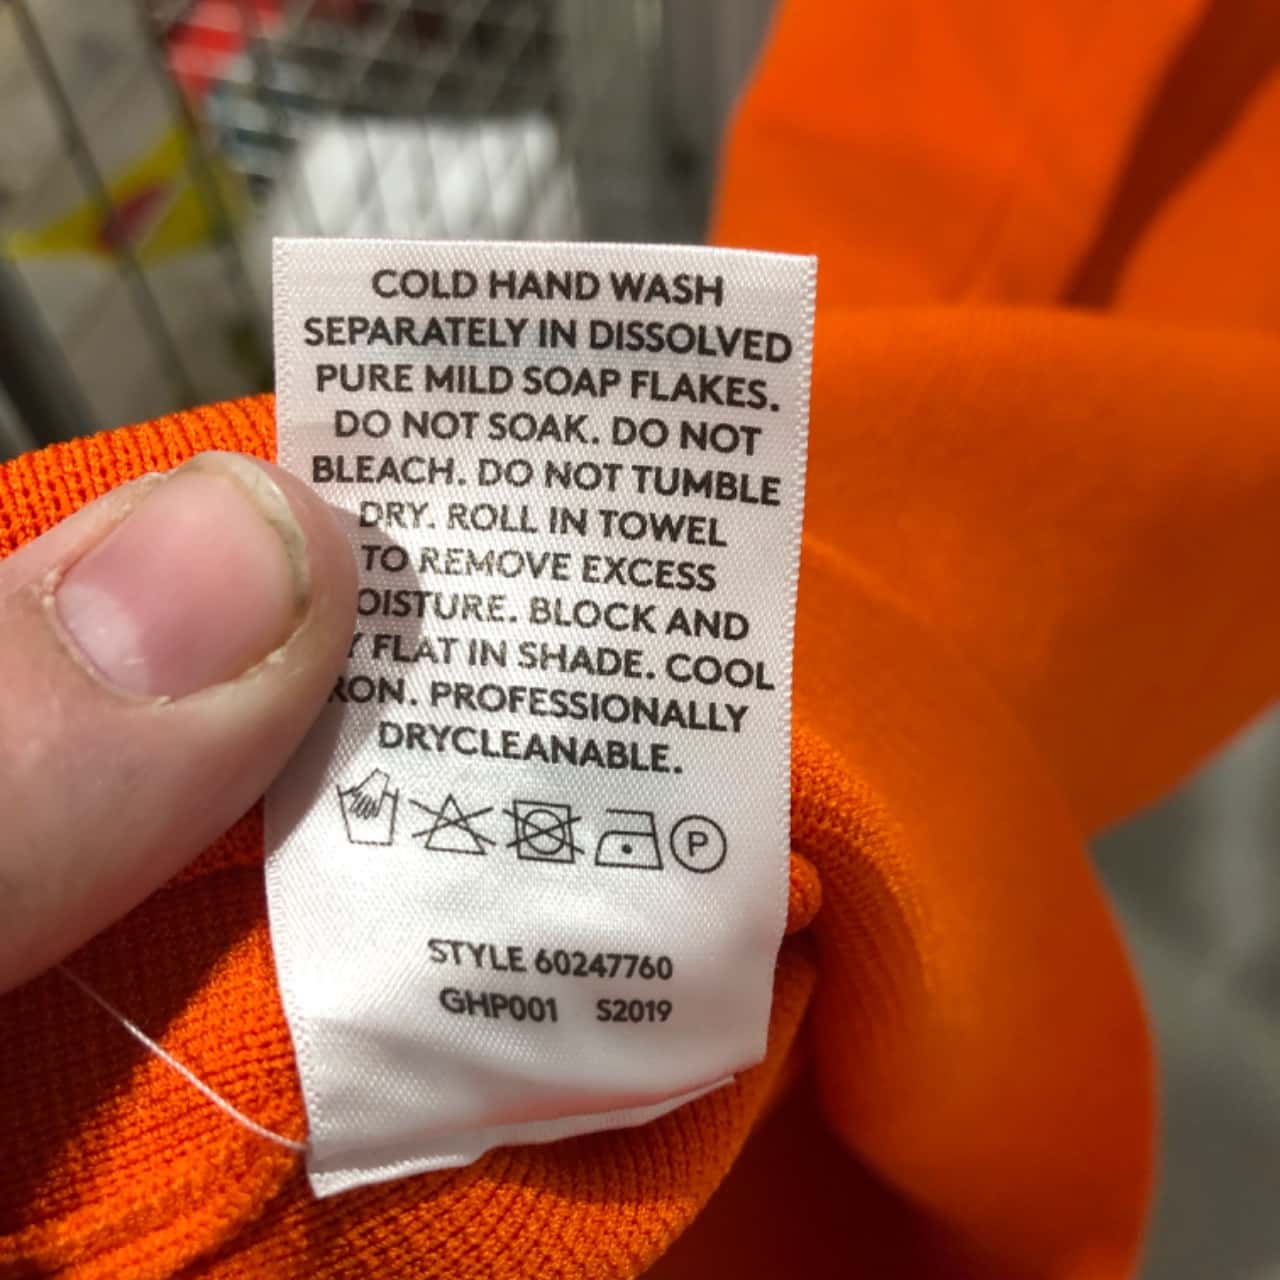 COLD HAND WASH
SEPARATELY IN DISSOLVED
PURE MILD SOAP FLAKES.
DO NOT SOAK. DO NOT
BLEACH. DO NOT TUMBLE
DRY. ROLL IN TOWEL
TO REMOVE EXCESS
OISTURE. BLOCK AND
Y FLAT IN SHADE. COOL
RON. PROFESSIONALLY
DRYCLEANABLE.
P
STYLE 60247760
GHP001 S2019